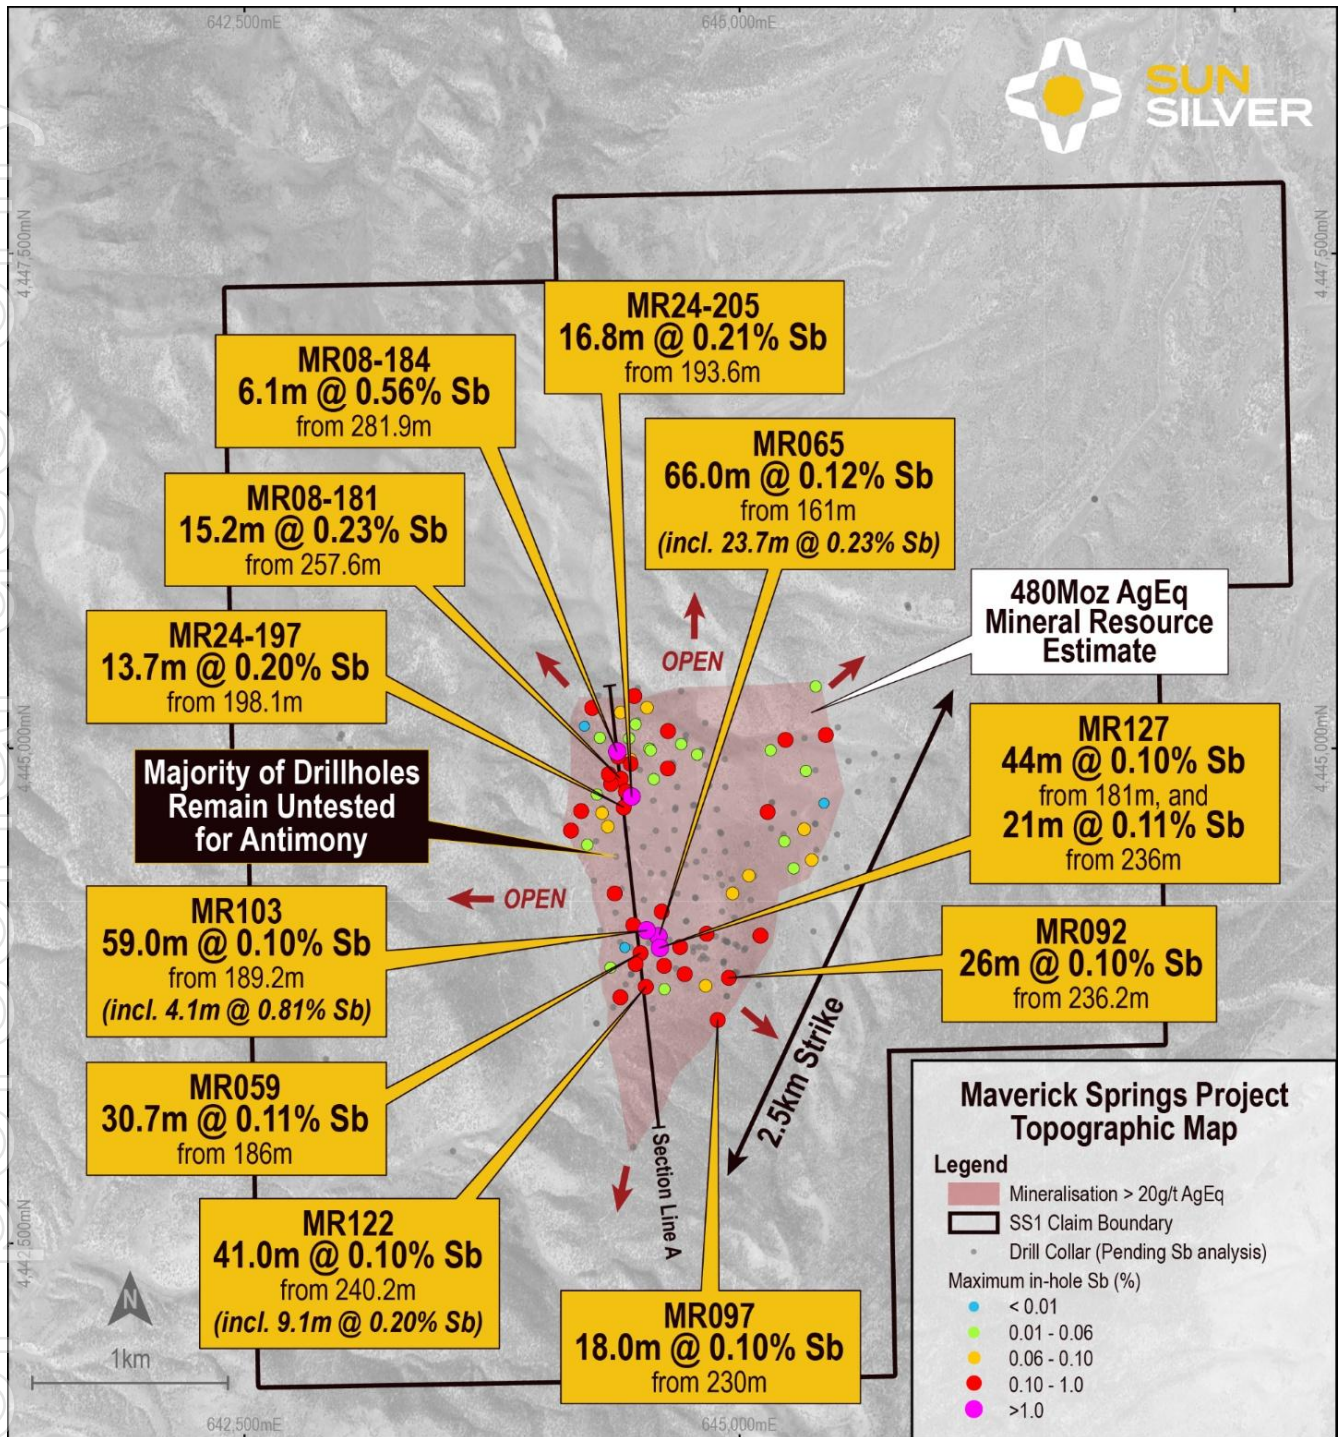 642,500mE
645,000mE
SUN
SILVER
4,447,500mN
4,447,500mN
MR24-205
16.8m @ 0.21% Sb
from 193.6m
MR08-184
6.1m @ 0.56% Sb
from 281.9m
MR065
66.0m @ 0.12% Sb
from 161m
(incl. 23.7m @ 0.23% Sb)
MR08-181
15.2m @ 0.23% Sb
from 257.6m
480Moz AgEq
Mineral Resource
Estimate
MR24-197
13.7m @ 0.20% Sb
from 198.1m
OPEN
4,445,000mN
4,445,000mN
MR127
44m @ 0.10% Sb
from 181m, and
21m @ 0.11% Sb
from 236m
Majority of Drillholes
Remain Untested
for Antimony
OPEN
MR103
59.0m @ 0.10% Sb
from 189.2m
(incl. 4.1m @ 0.81% Sb)
MR092
26m @ 0.10% Sb
from 236.2m
2.5km Strike
MR059
30.7m @ 0.11% Sb
from 186m
Section Line A
MR122
41.0m @ 0.10% Sb
from 240.2m
(incl. 9.1m @ 0.20% Sb)
MR097
18.0m @ 0.10% Sb
from 230m
4,442,500mN
N
1km
Maverick Springs Project
Topographic Map
Legend
Mineralisation > 20g/t AgEq
SS1 Claim Boundary
Drill Collar (Pending Sb analysis)
Maximum in-hole Sb (%)
< 0.01
0.01 - 0.06
0.06 - 0.10
0.10 - 1.0
>1.0
642,500mE
645,000mE